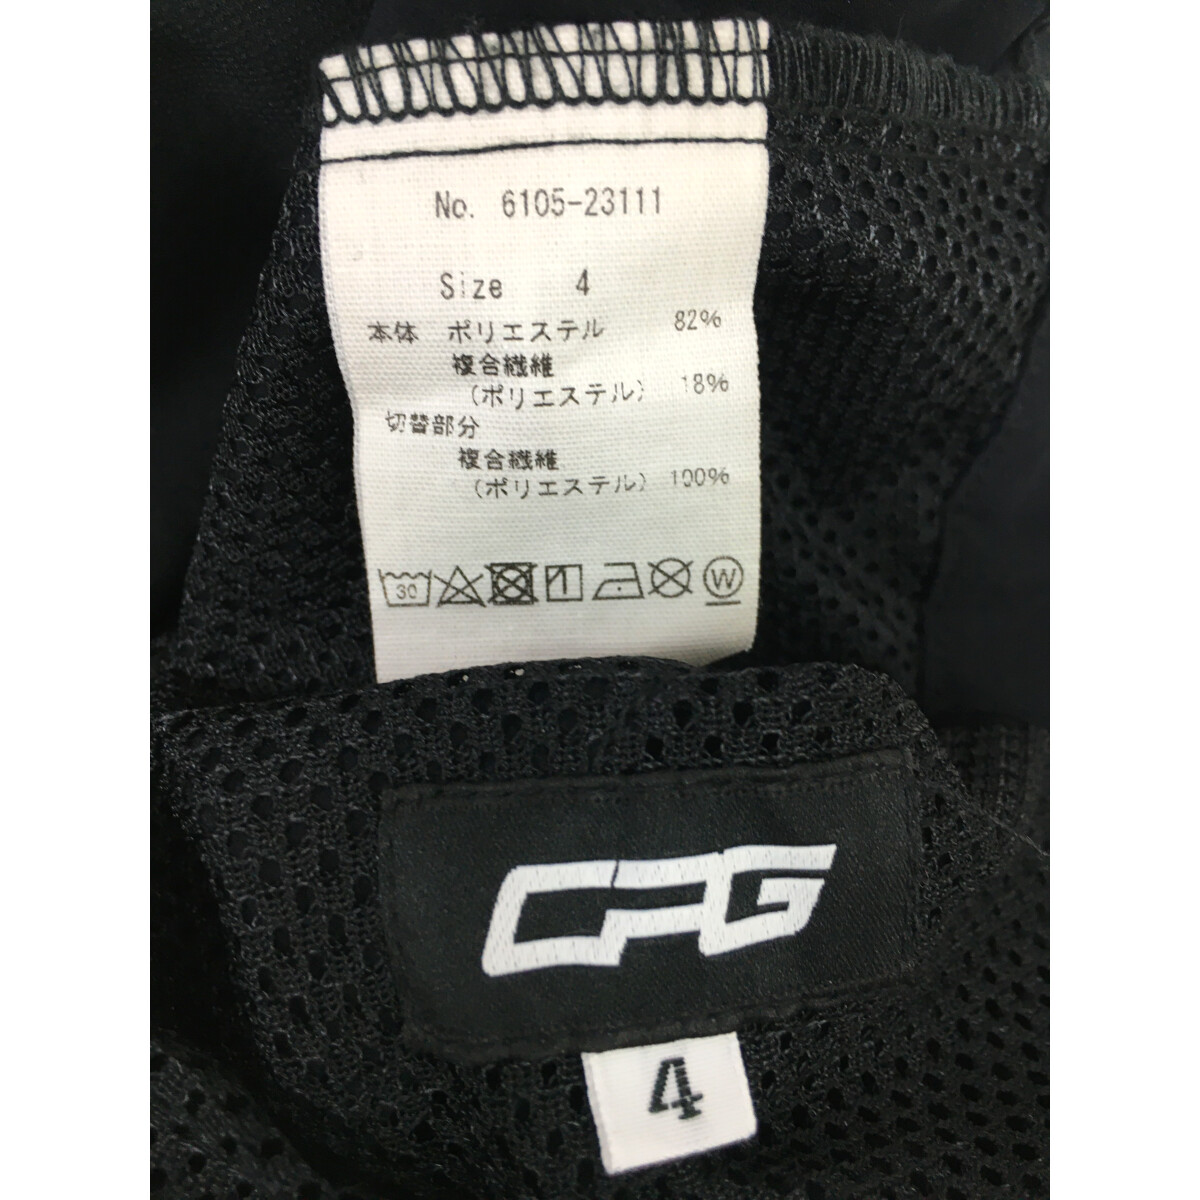 No. 6105-23111
Size 4
本体 ポリエステル 82%
複合繊維
(ポリエステル) 18%
切替部分
複合繊維
(ポリエステル) 100%
30 W
CPG
4